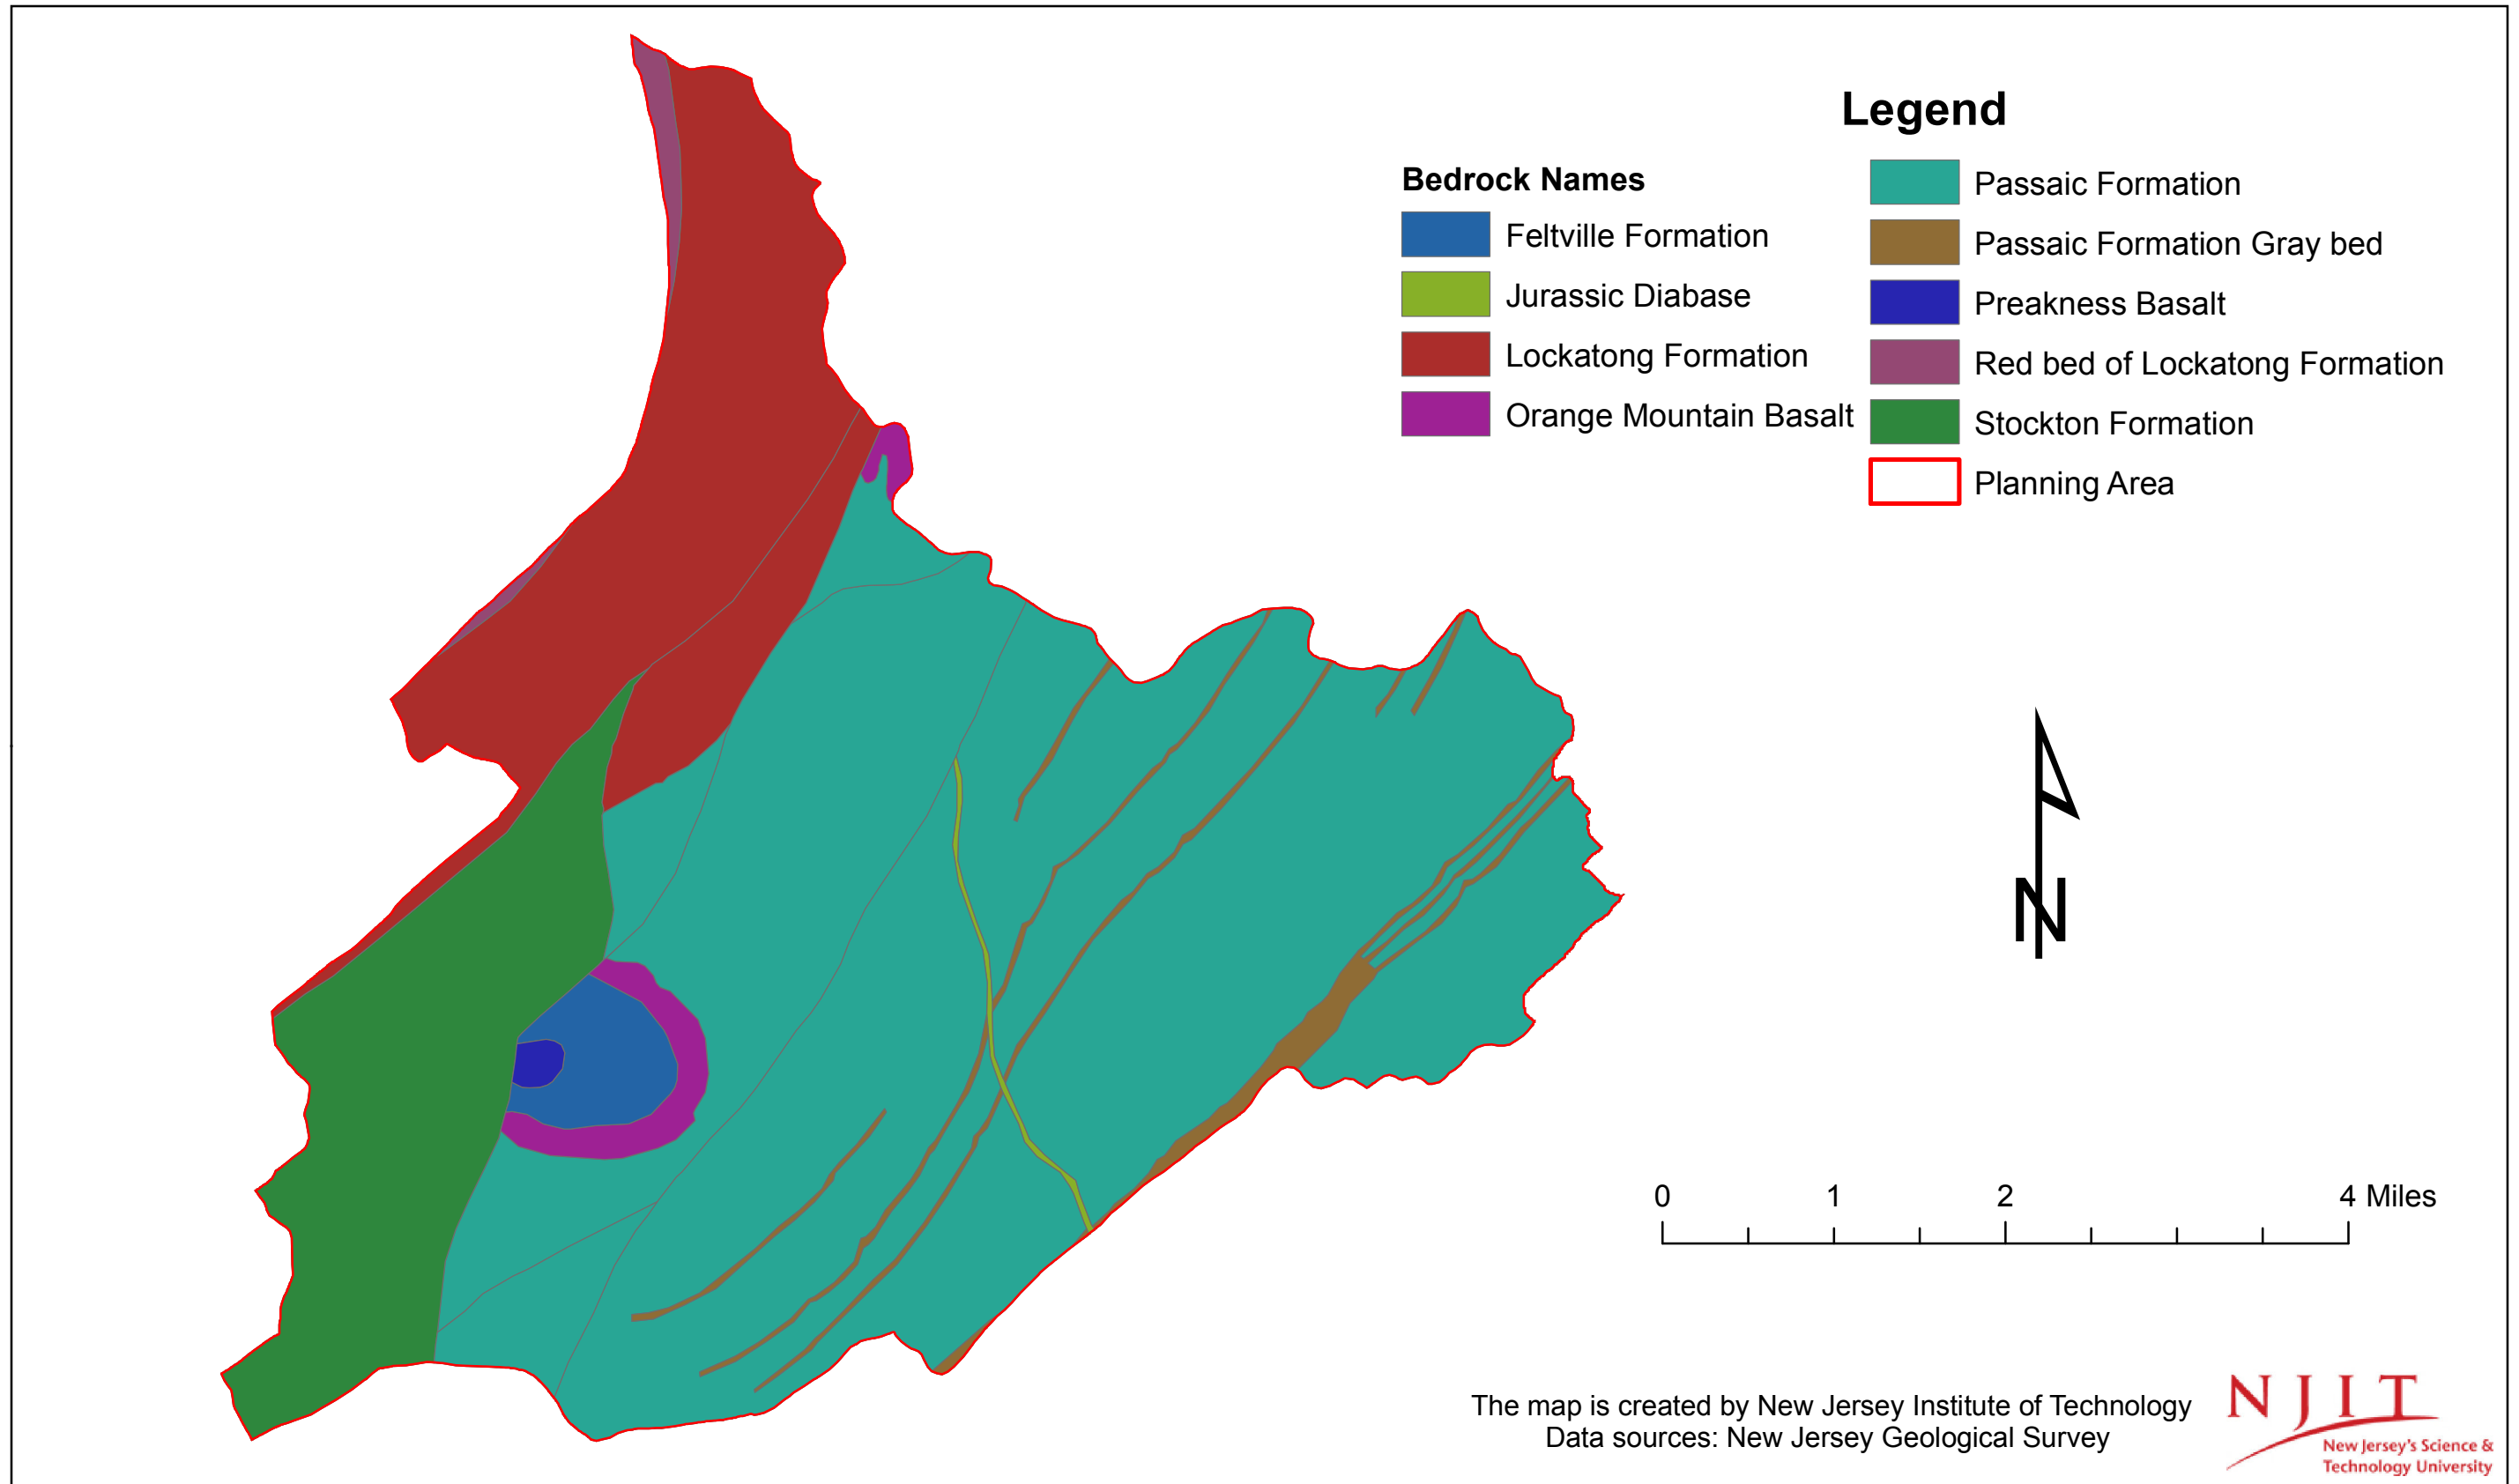 Legend
Bedrock Names
Feltville Formation
Jurassic Diabase
Lockatong Formation
Orange Mountain Basalt
Passaic Formation
Passaic Formation Gray bed
Preakness Basalt
Red bed of Lockatong Formation
Stockton Formation
Planning Area
N
0 1 2 4 Miles
The map is created by New Jersey Institute of Technology
Data sources: New Jersey Geological Survey
NJIT
New Jersey's Science &
Technology University